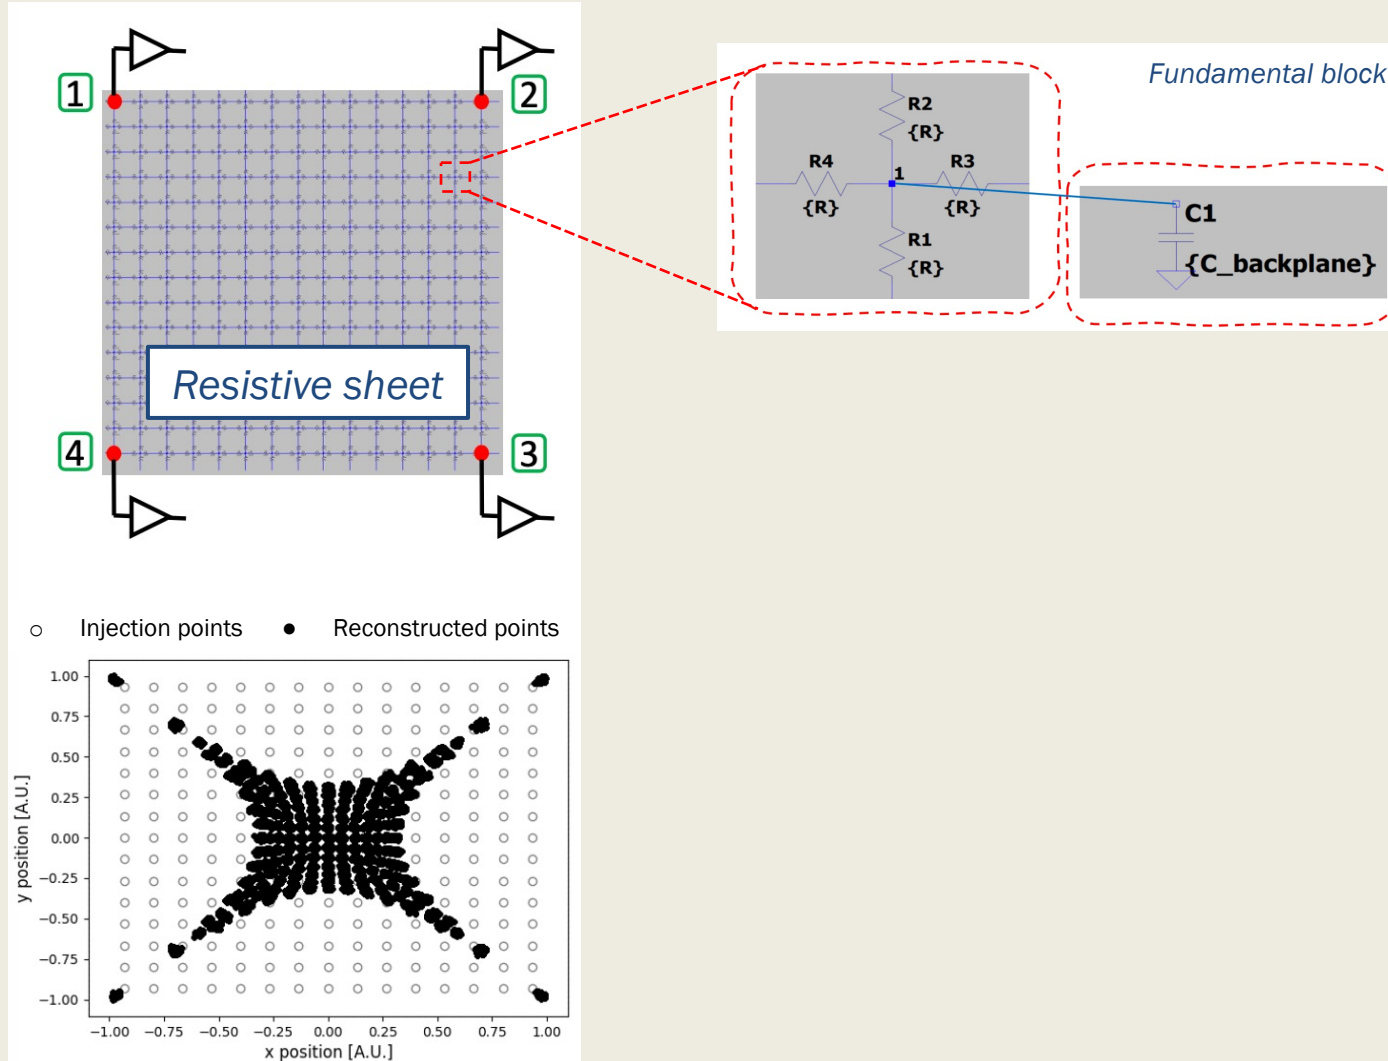 1
2
Resistive sheet
4
3
Fundamental block
R2
{R}
R4
1
R3
{R}
{R}
R1
{R}
C1
{C_backplane}
Injection points
Reconstructed points
1.00
0.75
0.50
0.25
0.00
−0.25
−0.50
−0.75
−1.00
y position [A.U.]
−1.00 −0.75 −0.50 −0.25 0.00 0.25 0.50 0.75 1.00
x position [A.U.]